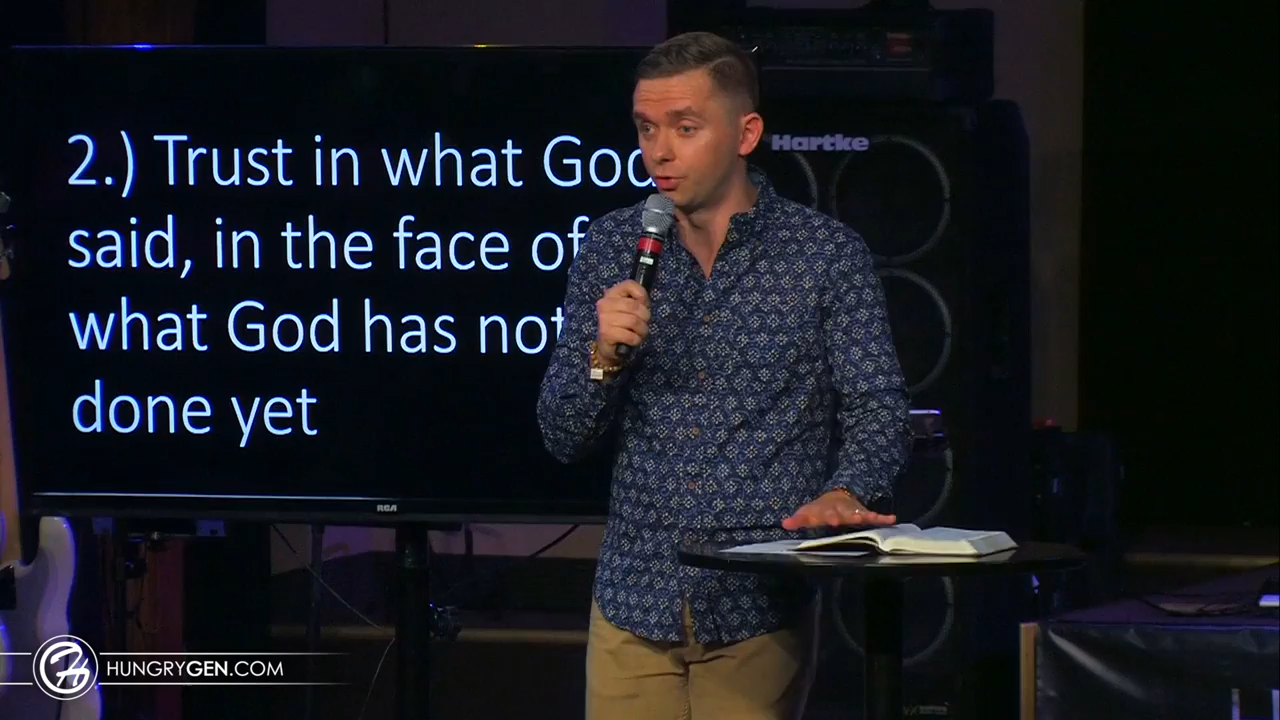 2.) Trust in what God
said, in the face of
what God has not
done yet
Hartke
RCA
HUNGRYGEN.COM